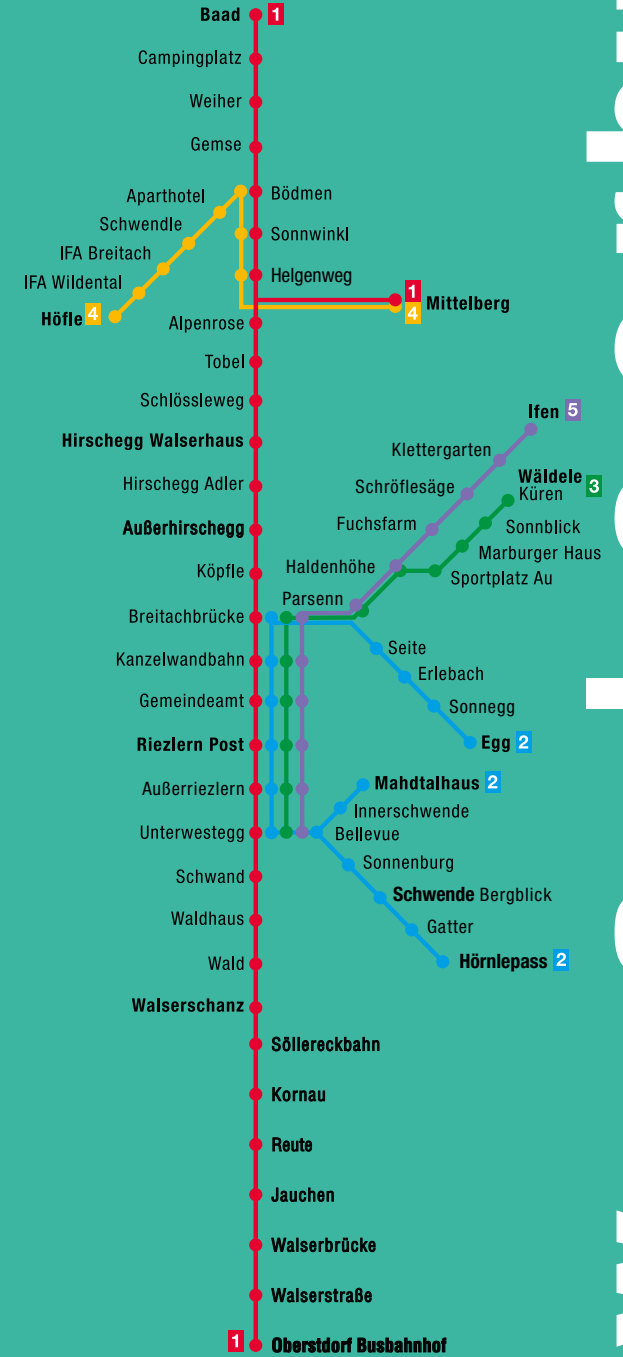 Baad 1
Campingplatz
Weiher
Gemse
Bödmen
Aparthotel
Schwendle
Sonnwinkl
IFA Breitach
Helgenweg
IFA Wildental
Höfle 4
1
4
Mittelberg
Alpenrose
Tobel
Schlössleweg
Ifen 5
Hirschegg Walserhaus
Klettergarten
Wäldele
3
Küren
Hirschegg Adler
Schröflesäge
Außerhirschegg
Fuchsfarm
Sonnblick
Marburger Haus
Köpfle
Haldenhöhe
Sportplatz Au
Parsenn
Breitachbrücke
Seite
Kanzelwandbahn
Erlebach
Gemeindeamt
Sonnegg
Riezlern Post
Egg 2
Außerriezlern
Mahdtalhaus 2
Innerschwende
Unterwestegg
Bellevue
Sonnenburg
Schwand
Schwende Bergblick
Waldhaus
Gatter
Wald
Hörnlepass 2
Walserschanz
Söllereckbahn
Kornau
Reute
Jauchen
Walserbrücke
Walserstraße
1 Oberstdorf Busbahnhof